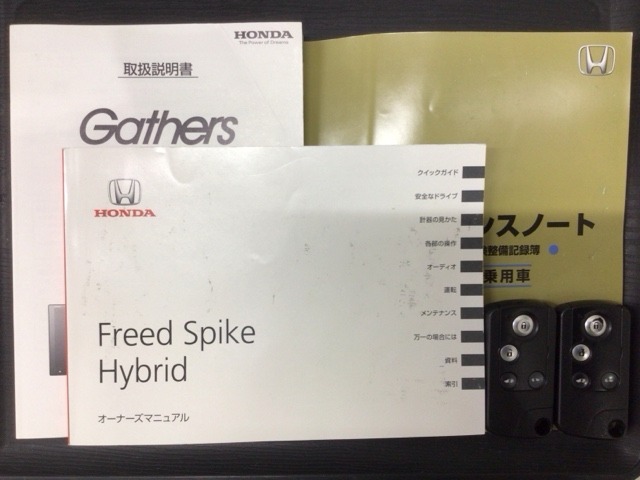 HONDA
The Power of Dreams
取扱説明書
Gathers
ンスノート
整備記録簿
乗用車
HONDA
Freed Spike
Hybrid
オーナーズマニュアル
クイックガイド
安全なドライブ
計器の見かた
各部の操作
オーディオ
運転
メンテナンス
万一の場合には
資料
索引